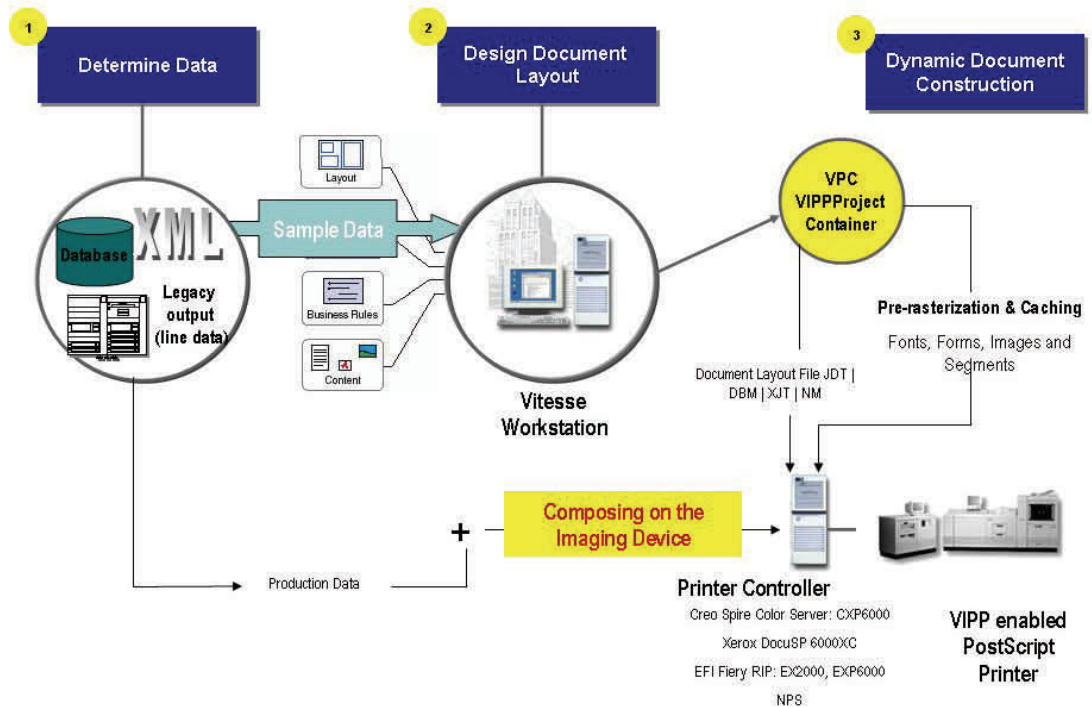 1
Determine Data
2
Design Document
Layout
3
Dynamic Document
Construction
Database
XML
Legacy
output
(line data)
Sample Data
Layout
Business Rules
Content
Vitesse
Workstation
VPC
VIPPProject
Container
Pre-rasterization & Caching
Fonts, Forms, Images and
Segments
Document Layout File JDT |
DBM | XJT | NM
Production Data
+
Composing on the
Imaging Device
Printer Controller
Creo Spire Color Server: CXP6000
Xerox DocuSP 6000XC
EFI Fiery RIP: EX2000, EXP6000
NPS
VIPP enabled
PostScript
Printer